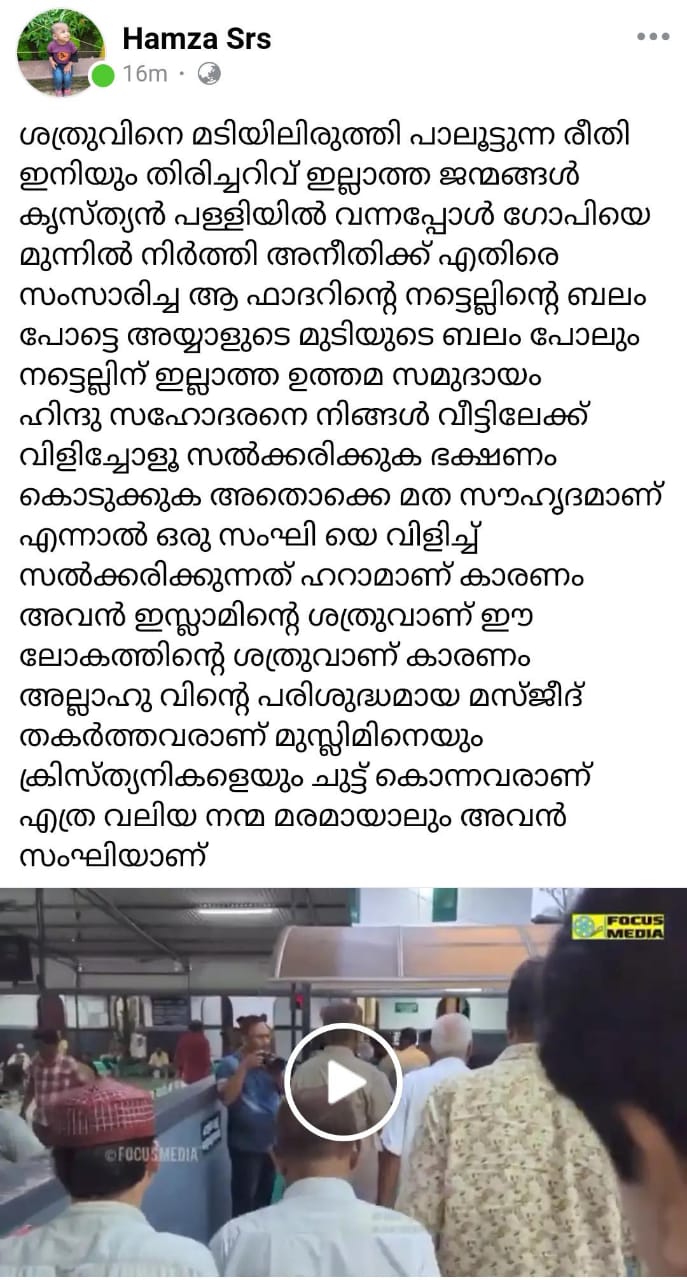 Hamza Srs
16m
ശത്രുവിനെ മടിയിലിരുത്തി പാലൂട്ടുന്ന രീതി
ഇനിയും തിരിച്ചറിവ് ഇല്ലാത്ത ജന്മങ്ങൾ
കൃസ്ത്യൻ പള്ളിയിൽ വന്നപ്പോൾ ഗോപിയെ
മുന്നിൽ നിർത്തി അനീതിക്ക് എതിരെ
സംസാരിച്ച ആ ഫാദറിന്റെ നട്ടെല്ലിന്റെ ബലം
പോട്ടെ അയ്യാളുടെ മുടിയുടെ ബലം പോലും
നട്ടെല്ലിന് ഇല്ലാത്ത ഉത്തമ സമുദായം
ഹിന്ദു സഹോദരനെ നിങ്ങൾ വീട്ടിലേക്ക്
വിളിച്ചോളൂ സൽക്കരിക്കുക ഭക്ഷണം
കൊടുക്കുക അതൊക്കെ മത സൗഹൃദമാണ്
എന്നാൽ ഒരു സംഘി യെ വിളിച്ച്
സൽക്കരിക്കുന്നത് ഹറാമാണ് കാരണം
അവൻ ഇസ്ലാമിന്റെ ശത്രുവാണ് ഈ
ലോകത്തിന്റെ ശത്രുവാണ് കാരണം
അല്ലാഹു വിന്റെ പരിശുദ്ധമായ മസ്ജീദ്
തകർത്തവരാണ് മുസ്ലിമിനെയും
ക്രിസ്ത്യനികളെയും ചുട്ട് കൊന്നവരാണ്
എത്ര വലിയ നന്മ മരമായാലും അവൻ
സംഘിയാണ്
FOCUS
MEDIA
©FOCUSMEDIA